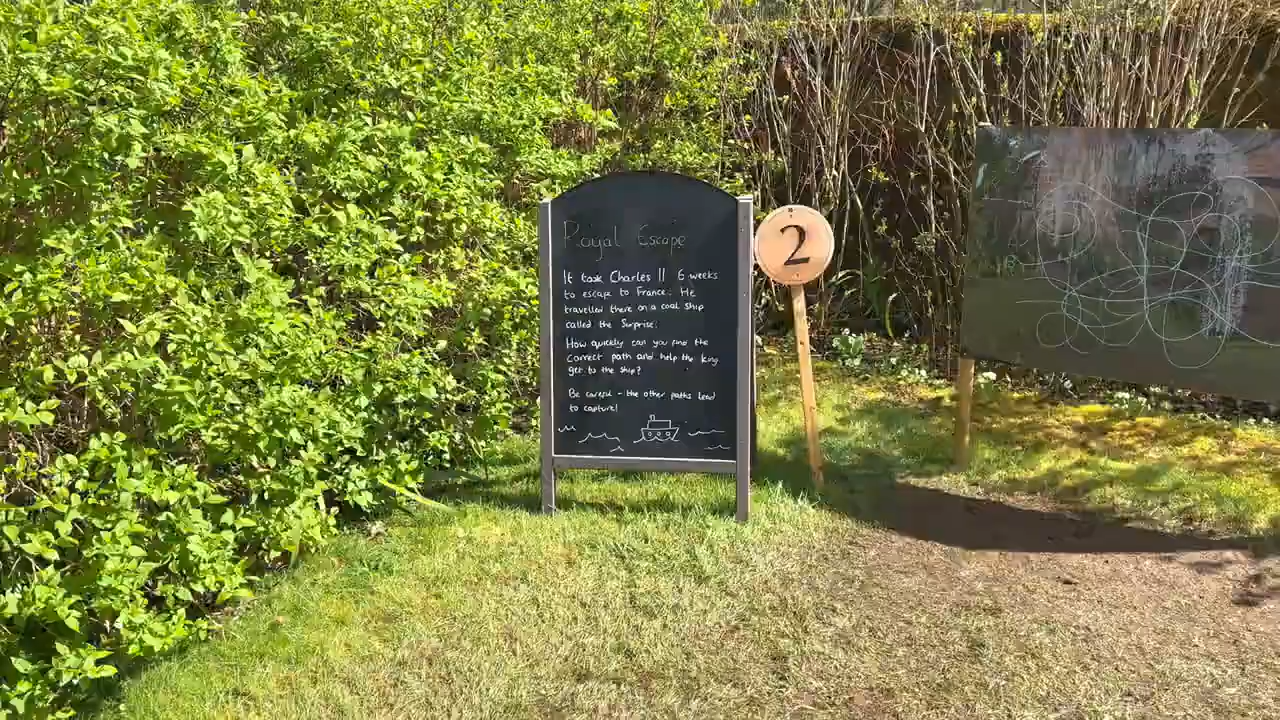 Royal Escape
It took Charles II 6 weeks
to escape to France. He
travelled there on a coal ship
called the Surprise.
How quickly can you find the
correct path and help the king
get to the ship?
Be careful - the other paths lead
to capture!
2